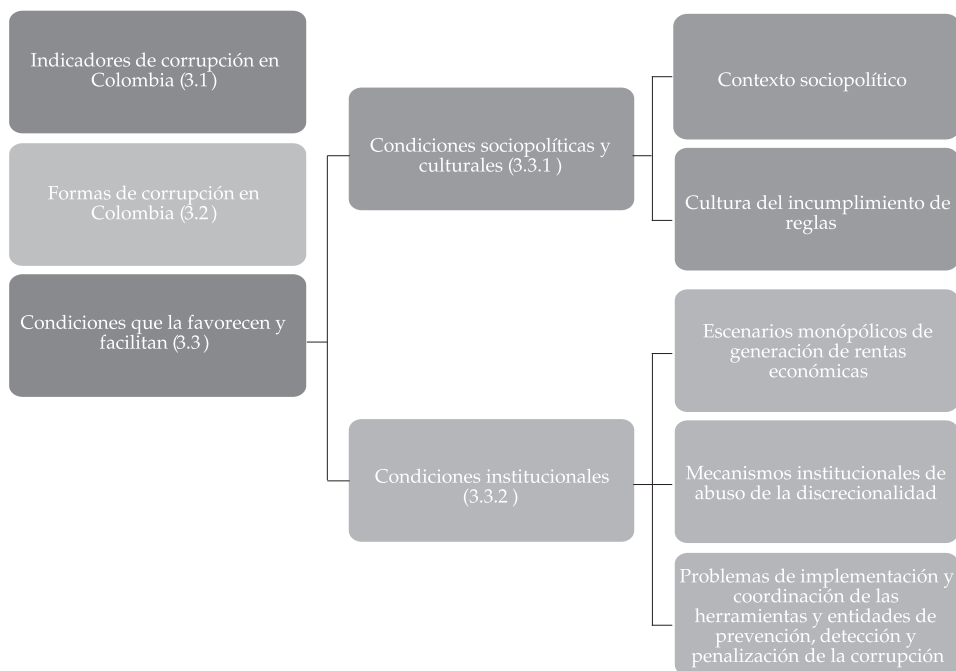 Indicadores de corrupción en
Colombia (3.1)
Formas de corrupción en
Colombia (3.2)
Condiciones que la favorecen y
facilitan (3.3)
Condiciones sociopolíticas y
culturales (3.3.1)
Contexto sociopolítico
Cultura del incumplimiento de
reglas
Condiciones institucionales
(3.3.2)
Escenarios monópólicos de
generación de rentas
económicas
Mecanismos institucionales de
abuso de la discrecionalidad
Problemas de implementación y
coordinación de las
herramientas y entidades de
prevención, detección y
penalización de la corrupción